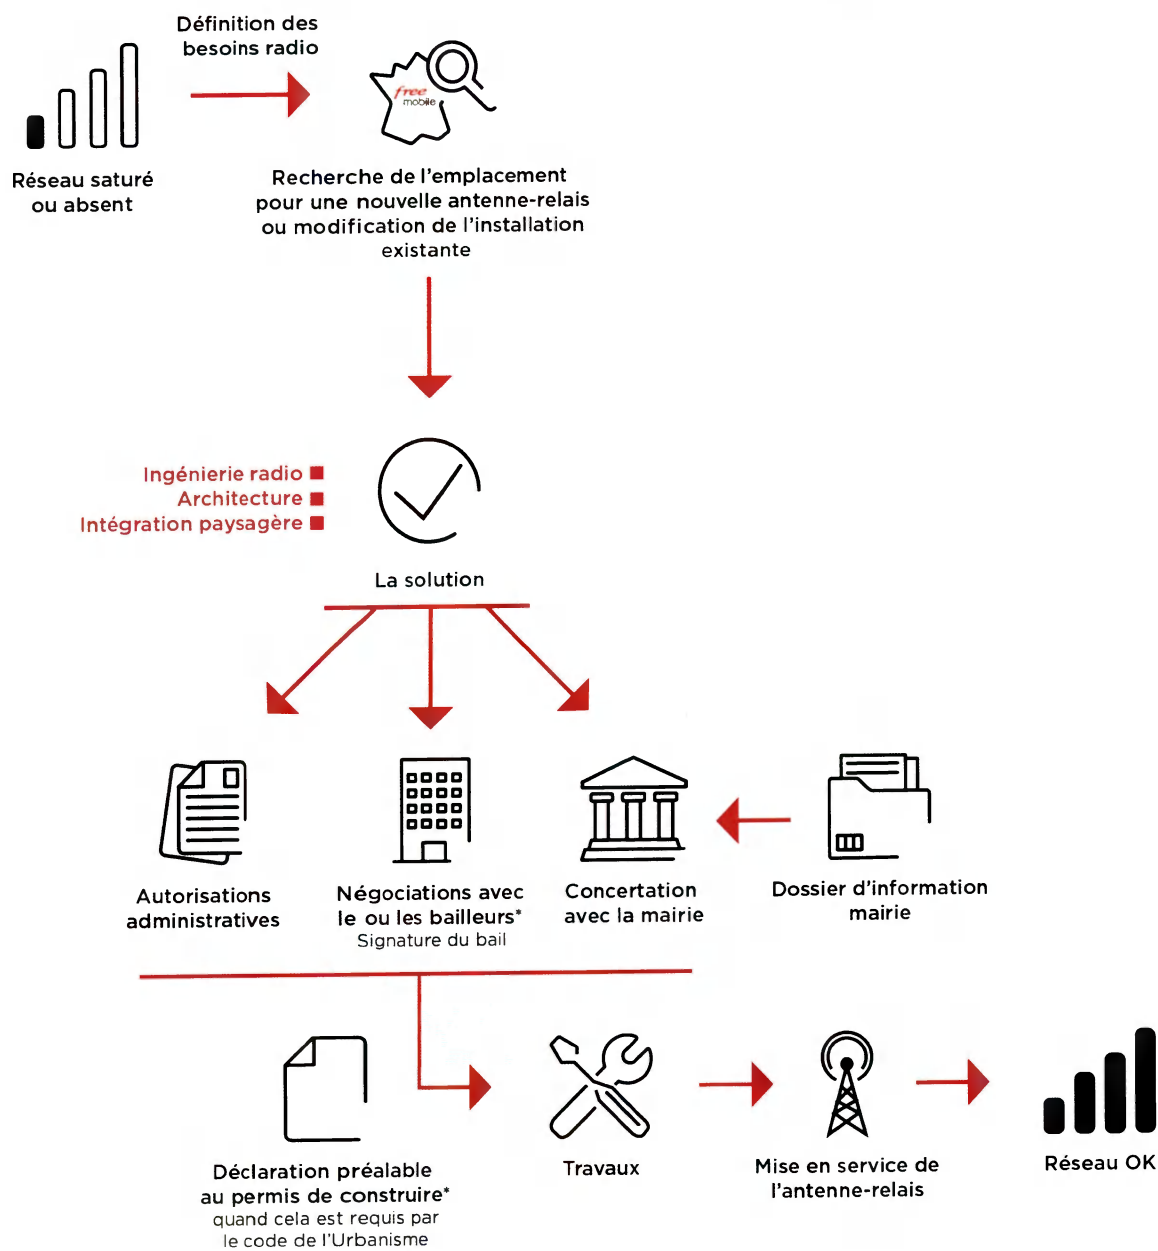 Définition des
besoins radio
free
mobile
Réseau saturé
ou absent
Recherche de l'emplacement
pour une nouvelle antenne-relais
ou modification de l'installation
existante
Ingénierie radio
Architecture
Intégration paysagère
La solution
Autorisations
administratives
Négociations avec
le ou les bailleurs*
Signature du bail
Concertation
avec la mairie
Dossier d'information
mairie
Déclaration préalable
au permis de construire*
quand cela est requis par
le code de l'Urbanisme
Travaux
Mise en service de
l'antenne-relais
Réseau OK